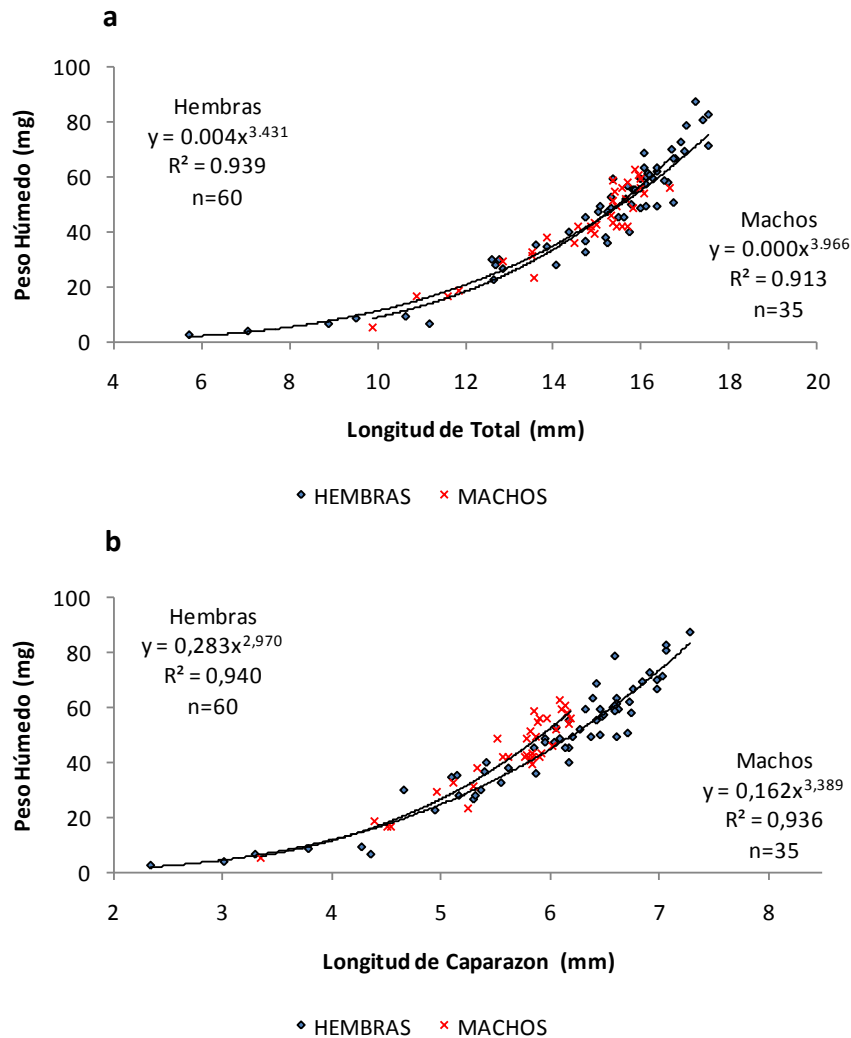 a
100
80
60
40
20
0
Peso Húmedo (mg)
Hembras
y = 0.004x^3.431
R² = 0.939
n=60
Machos
y = 0.000x^3.966
R² = 0.913
n=35
4 6 8 10 12 14 16 18 20
Longitud de Total (mm)
HEMBRAS MACHOS
b
100
80
60
40
20
0
Peso Húmedo (mg)
Hembras
y = 0,283x^2,970
R² = 0,940
n=60
Machos
y = 0,162x^3,389
R² = 0,936
n=35
2 3 4 5 6 7 8
Longitud de Caparazon (mm)
HEMBRAS MACHOS